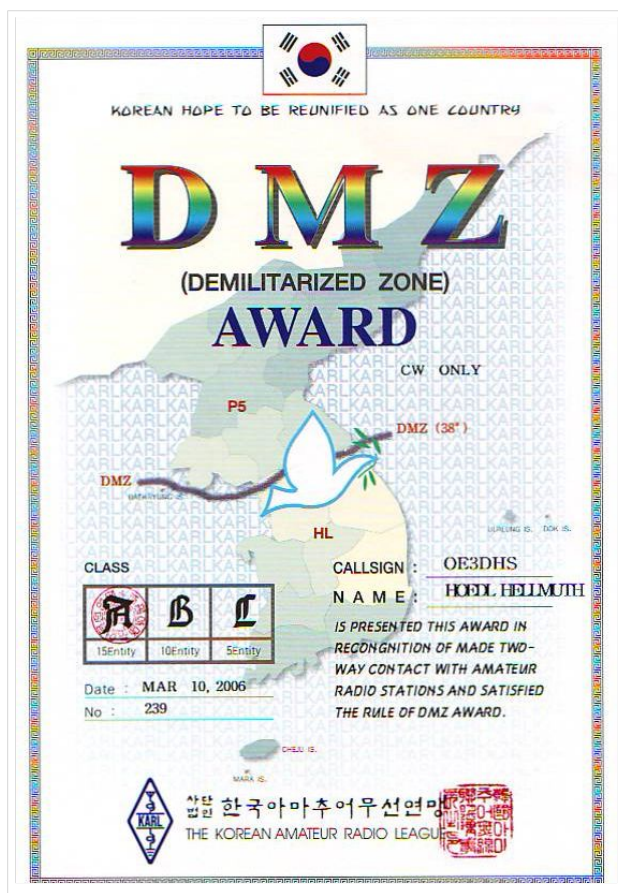 KOREAN HOPE TO BE REUNIFIED AS ONE COUNTRY
DMZ
(DEMILITARIZED ZONE)
AWARD
CW ONLY
P5
DMZ (38°)
DMZ
HL
ULRLUNG IS. DOK IS.
CLASS
A B C
15Entity 10Entity 5Entity
Date : MAR 10, 2006
No : 239
CALLSIGN : OE3DHS
NAME : HOEDL HELLMUTH
IS PRESENTED THIS AWARD IN
RECONGNITION OF MADE TWO-
WAY CONTACT WITH AMATEUR
RADIO STATIONS AND SATISFIED
THE RULE OF DMZ AWARD.
CHEJU IS.
MARA IS.
KARL
사단법인 한국아마추어무선연맹
THE KOREAN AMATEUR RADIO LEAGUE